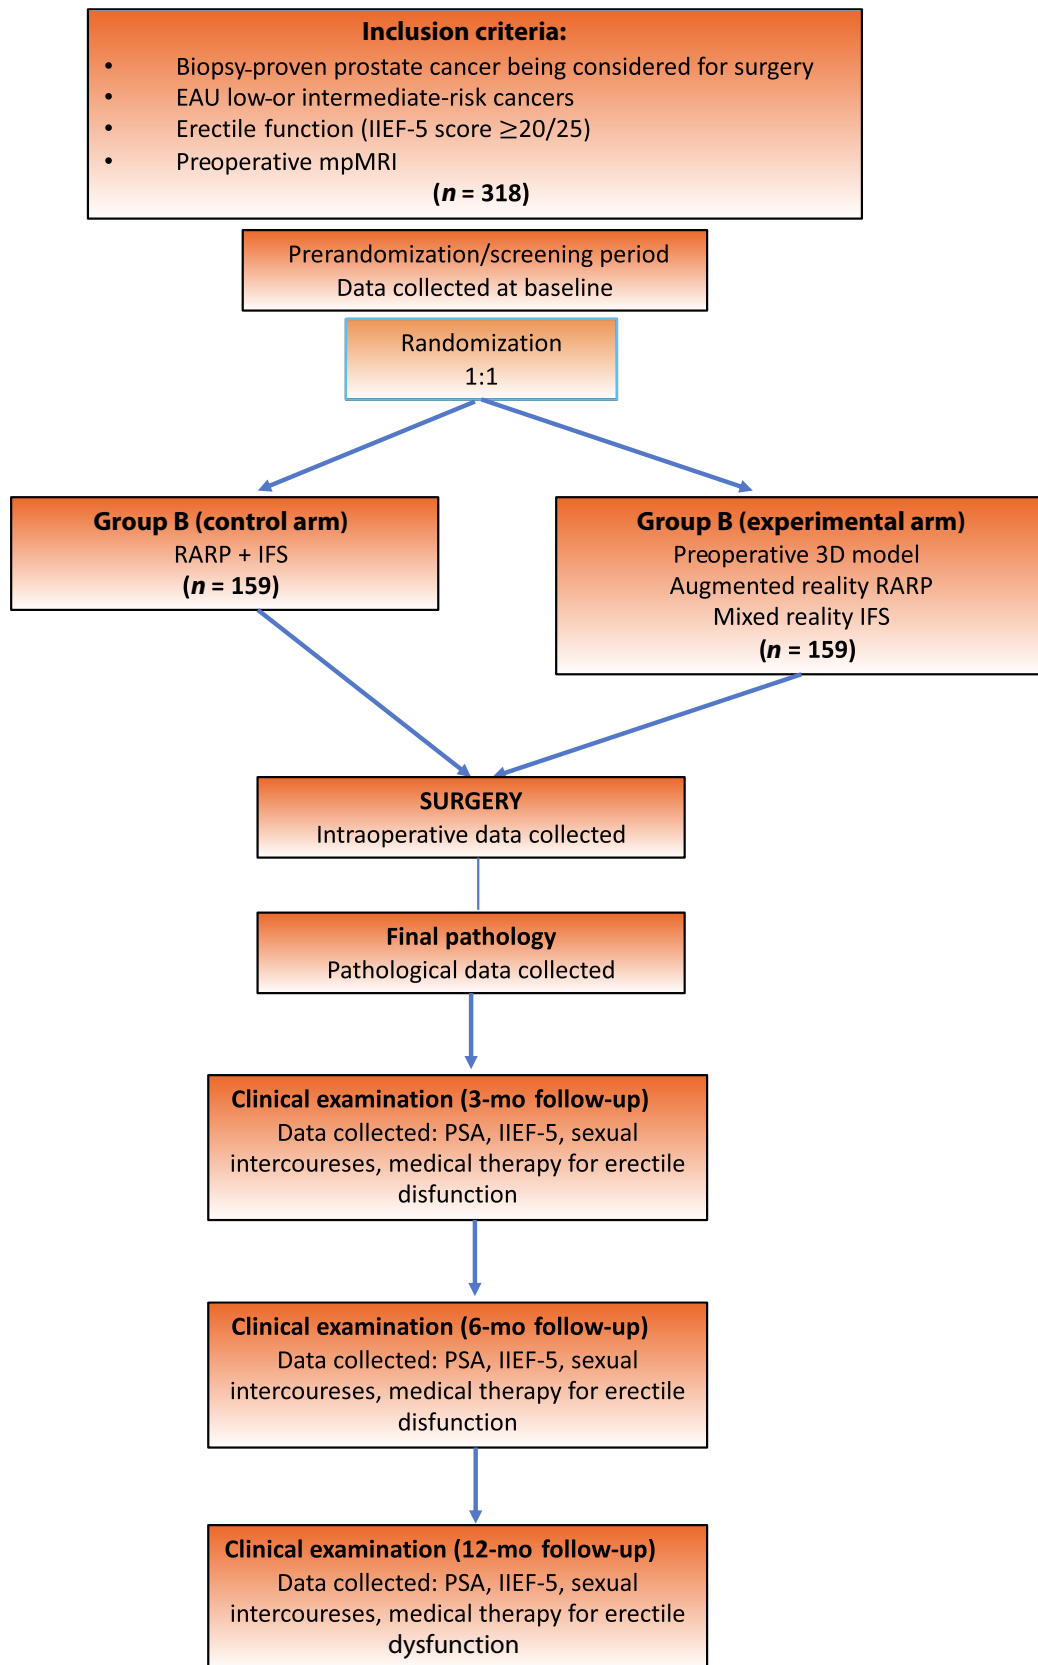 Inclusion criteria:
• Biopsy-proven prostate cancer being considered for surgery
• EAU low-or intermediate-risk cancers
• Erectile function (IIEF-5 score ≥20/25)
• Preoperative mpMRI
(n = 318)
Prerandomization/screening period
Data collected at baseline
Randomization
1:1
Group B (control arm)
RARP + IFS
(n = 159)
Group B (experimental arm)
Preoperative 3D model
Augmented reality RARP
Mixed reality IFS
(n = 159)
SURGERY
Intraoperative data collected
Final pathology
Pathological data collected
Clinical examination (3-mo follow-up)
Data collected: PSA, IIEF-5, sexual
intercoureses, medical therapy for erectile
disfunction
Clinical examination (6-mo follow-up)
Data collected: PSA, IIEF-5, sexual
intercoureses, medical therapy for erectile
disfunction
Clinical examination (12-mo follow-up)
Data collected: PSA, IIEF-5, sexual
intercoureses, medical therapy for erectile
dysfunction